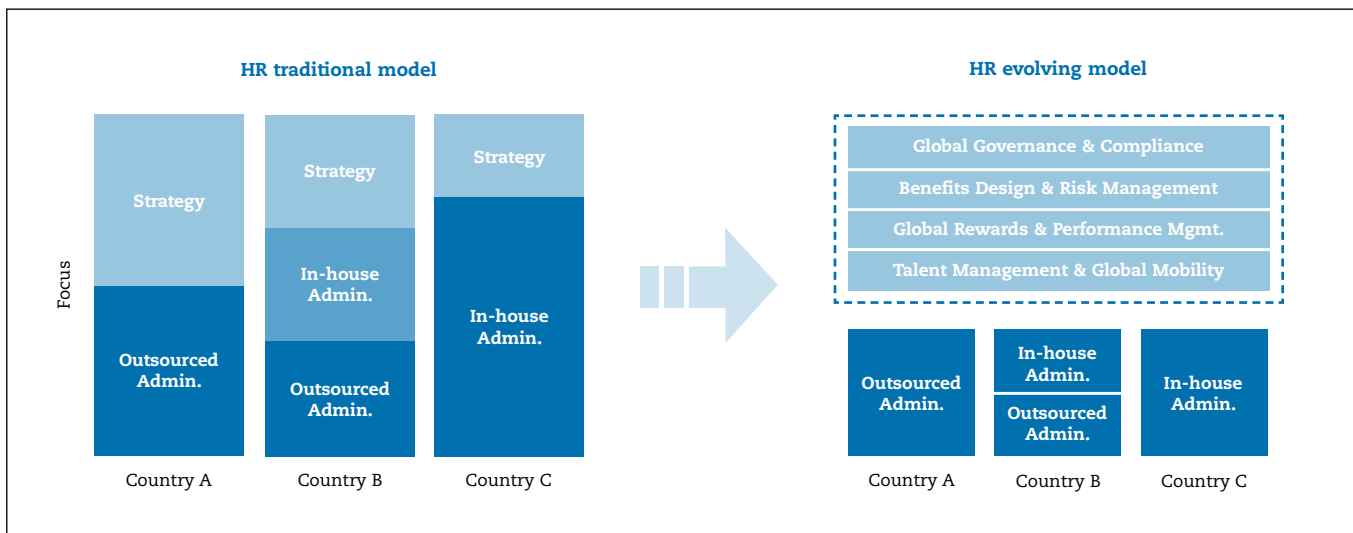 HR traditional model
Strategy
Outsourced
Admin.
Strategy
In-house
Admin.
Outsourced
Admin.
Strategy
In-house
Admin.
Focus
Country A
Country B
Country C
HR evolving model
Global Governance & Compliance
Benefits Design & Risk Management
Global Rewards & Performance Mgmt.
Talent Management & Global Mobility
Outsourced
Admin.
In-house
Admin.
Outsourced
Admin.
In-house
Admin.
Country A
Country B
Country C